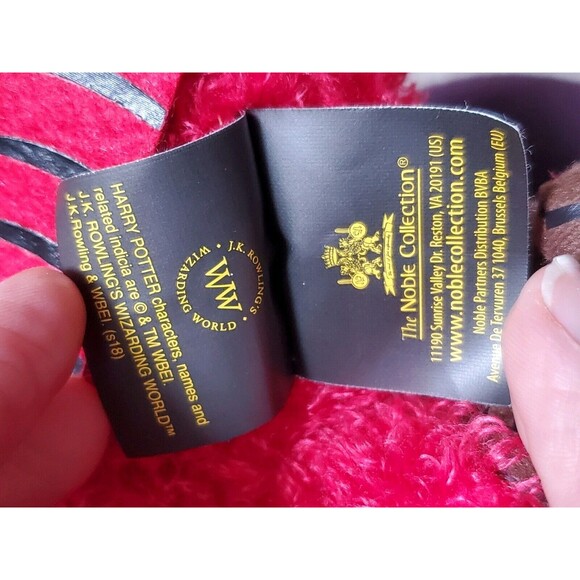 J.K. ROWLING'S
WW
WIZARDING WORLD
HARRY POTTER characters, names and
related indicia are © & TM WBEI.
J.K. ROWLING'S WIZARDING WORLD™
J.K.Rowling & WBEI. (s18)
The Noble Collection®
11190 Sunrise Valley Dr. Reston, VA 20191 (US)
www.noblecollection.com
Noble Partners Distribution BVBA
Avenue De Tervuren 37 1040, Brussels Belgium (EU)